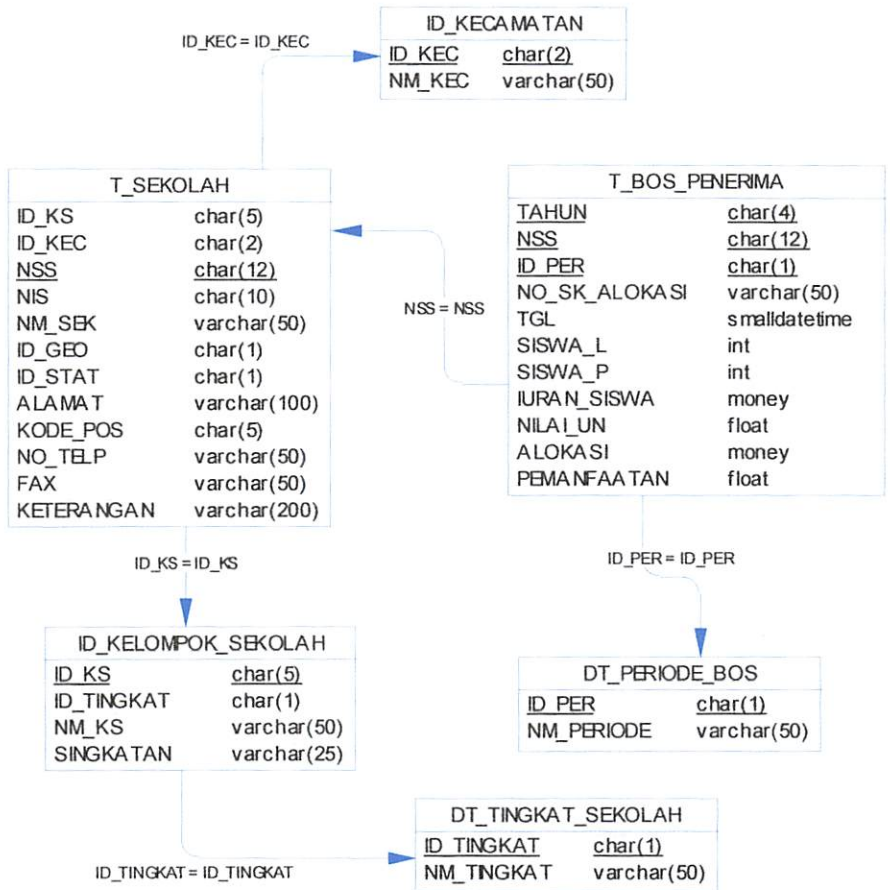 ID_KECAMATAN
ID_KEC char(2)
NM_KEC varchar(50)
ID_KEC = ID_KEC
T_SEKOLAH
ID_KS char(5)
ID_KEC char(2)
NSS char(12)
NIS char(10)
NM_SEK varchar(50)
ID_GEO char(1)
ID_STAT char(1)
ALAMAT varchar(100)
KODE_POS char(5)
NO_TELP varchar(50)
FAX varchar(50)
KETERANGAN varchar(200)
NSS = NSS
T_BOS_PENERIMA
TAHUN char(4)
NSS char(12)
ID_PER char(1)
NO_SK_ALOKASI varchar(50)
TGL smalldatetime
SISWA_L int
SISWA_P int
IURAN_SISWA money
NILAI_UN float
ALOKASI money
PEMANFAATAN float
ID_KS = ID_KS
ID_PER = ID_PER
ID_KELOMPOK_SEKOLAH
ID_KS char(5)
ID_TINGKAT char(1)
NM_KS varchar(50)
SINGKATAN varchar(25)
DT_PERIODE_BOS
ID_PER char(1)
NM_PERIODE varchar(50)
ID_TINGKAT = ID_TINGKAT
DT_TINGKAT_SEKOLAH
ID_TINGKAT char(1)
NM_TINGKAT varchar(50)